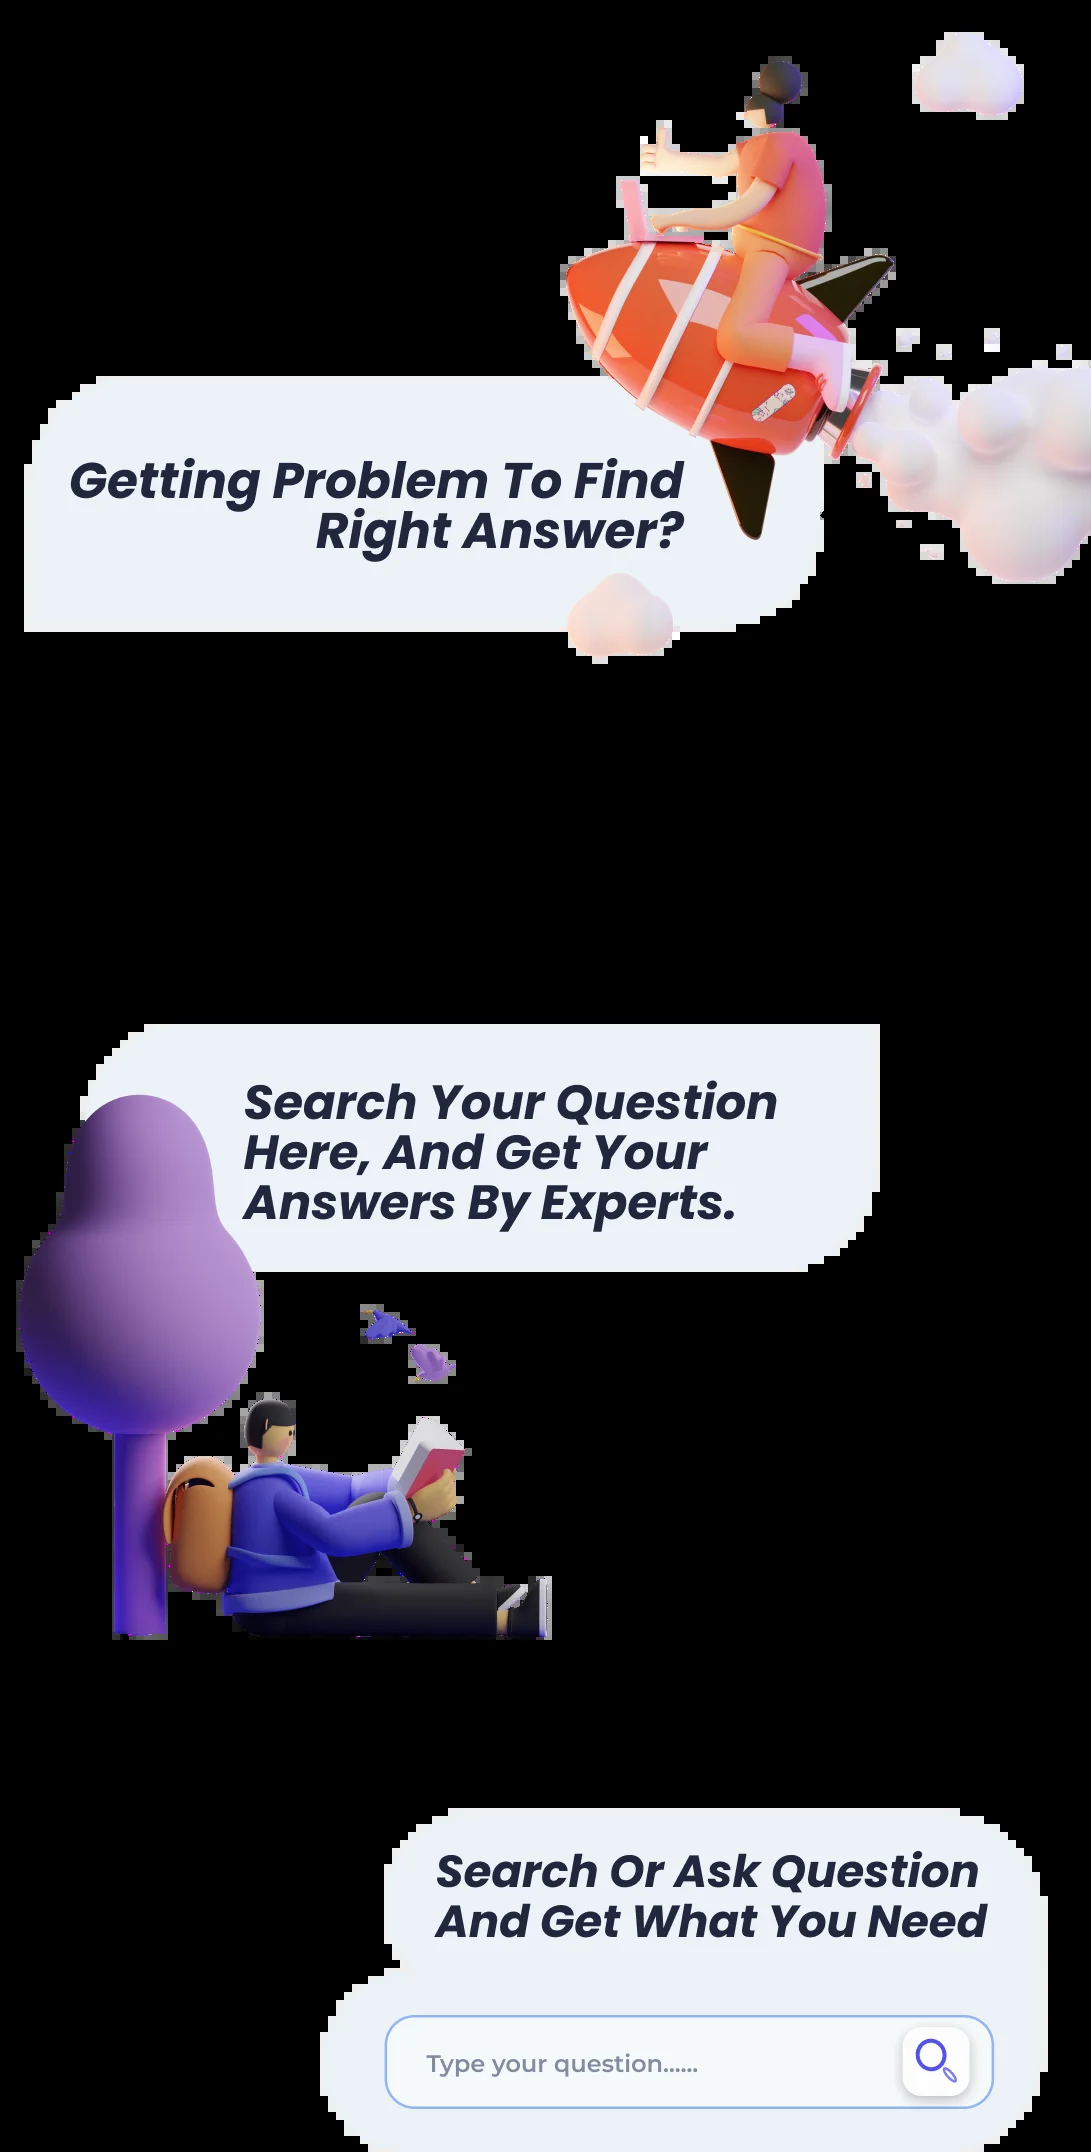 Getting Problem To Find
Right Answer?
Search Your Question
Here, And Get Your
Answers By Experts.
Search Or Ask Question
And Get What You Need
Type your question......